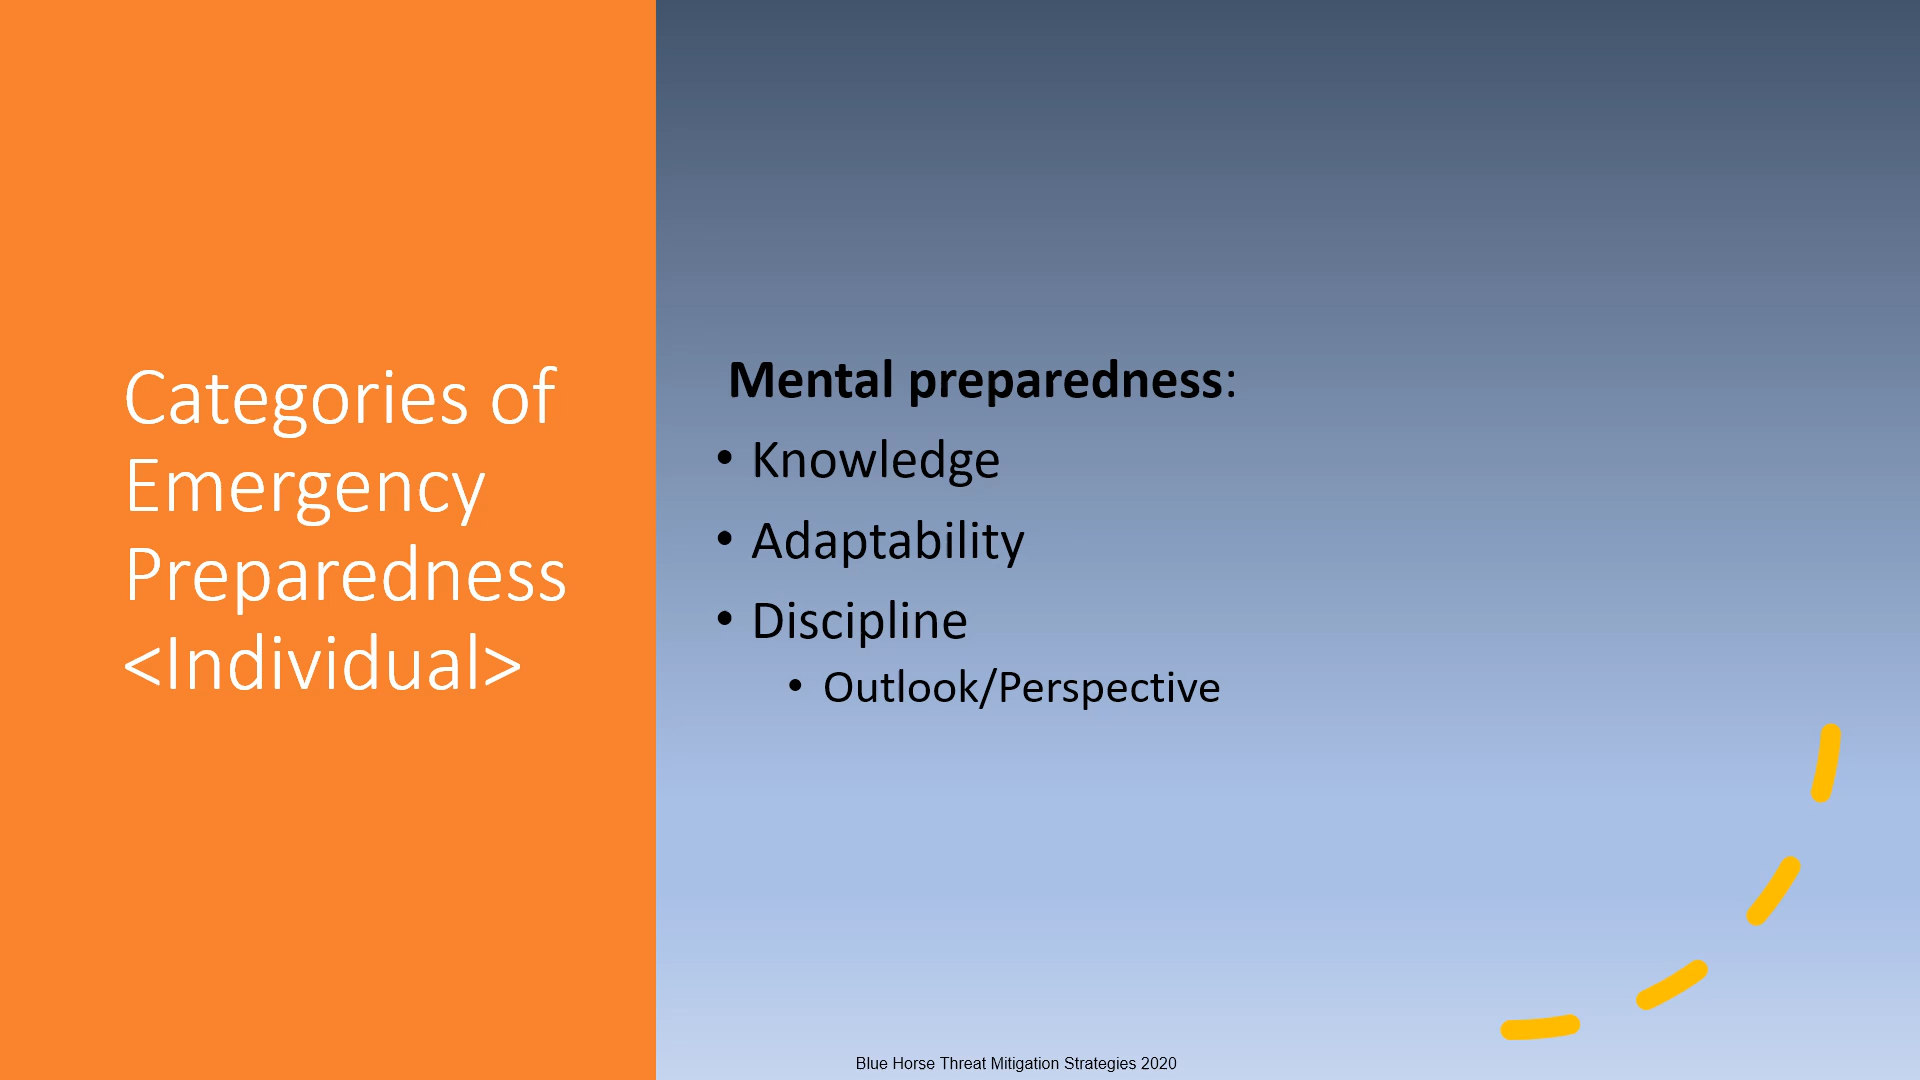 Categories of
Emergency
Preparedness
<Individual>
Mental preparedness:
• Knowledge
• Adaptability
• Discipline
• Outlook/Perspective
Blue Horse Threat Mitigation Strategies 2020